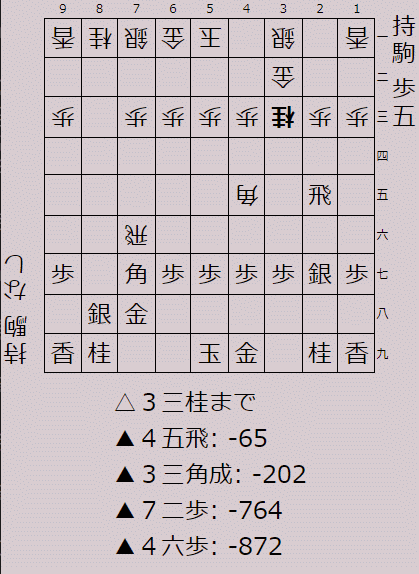 9 8 7 6 5 4 3 2 1
香 桂 銀 金 玉 銀 香 一
金 二
歩 歩 歩 歩 歩 桂 歩 歩 三
四
角 飛 五
飛 六
歩 角 歩 歩 歩 歩 銀 歩 七
銀 金 八
香 桂 玉 金 桂 香 九
持駒 歩五
持駒 なし
△３三桂まで
▲４五飛: -65
▲３三角成: -202
▲７二歩: -764
▲４六歩: -872